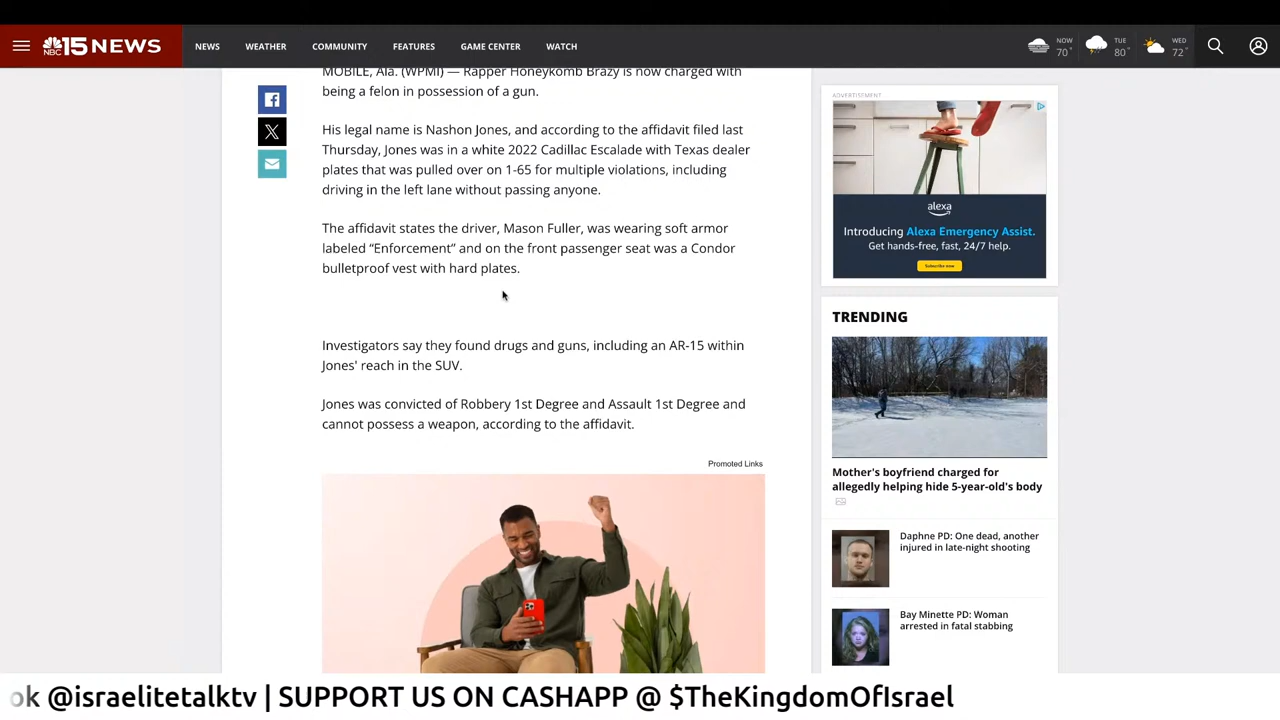 NBC 15 NEWS
NEWS
WEATHER
COMMUNITY
FEATURES
GAME CENTER
WATCH
NOW
70°
TUE
80°
WED
72°
MOBILE, Ala. (WPMI) — Rapper Honeykomb Brazy is now charged with
being a felon in possession of a gun.
His legal name is Nashon Jones, and according to the affidavit filed last
Thursday, Jones was in a white 2022 Cadillac Escalade with Texas dealer
plates that was pulled over on 1-65 for multiple violations, including
driving in the left lane without passing anyone.
The affidavit states the driver, Mason Fuller, was wearing soft armor
labeled “Enforcement” and on the front passenger seat was a Condor
bulletproof vest with hard plates.
Investigators say they found drugs and guns, including an AR-15 within
Jones' reach in the SUV.
Jones was convicted of Robbery 1st Degree and Assault 1st Degree and
cannot possess a weapon, according to the affidavit.
Promoted Links
ADVERTISEMENT
alexa
Introducing Alexa Emergency Assist.
Get hands-free, fast, 24/7 help.
Subscribe now
TRENDING
Mother's boyfriend charged for
allegedly helping hide 5-year-old's body
Daphne PD: One dead, another
injured in late-night shooting
Bay Minette PD: Woman
arrested in fatal stabbing
ok @israelitetalktv | SUPPORT US ON CASHAPP @ $TheKingdomOfIsrael